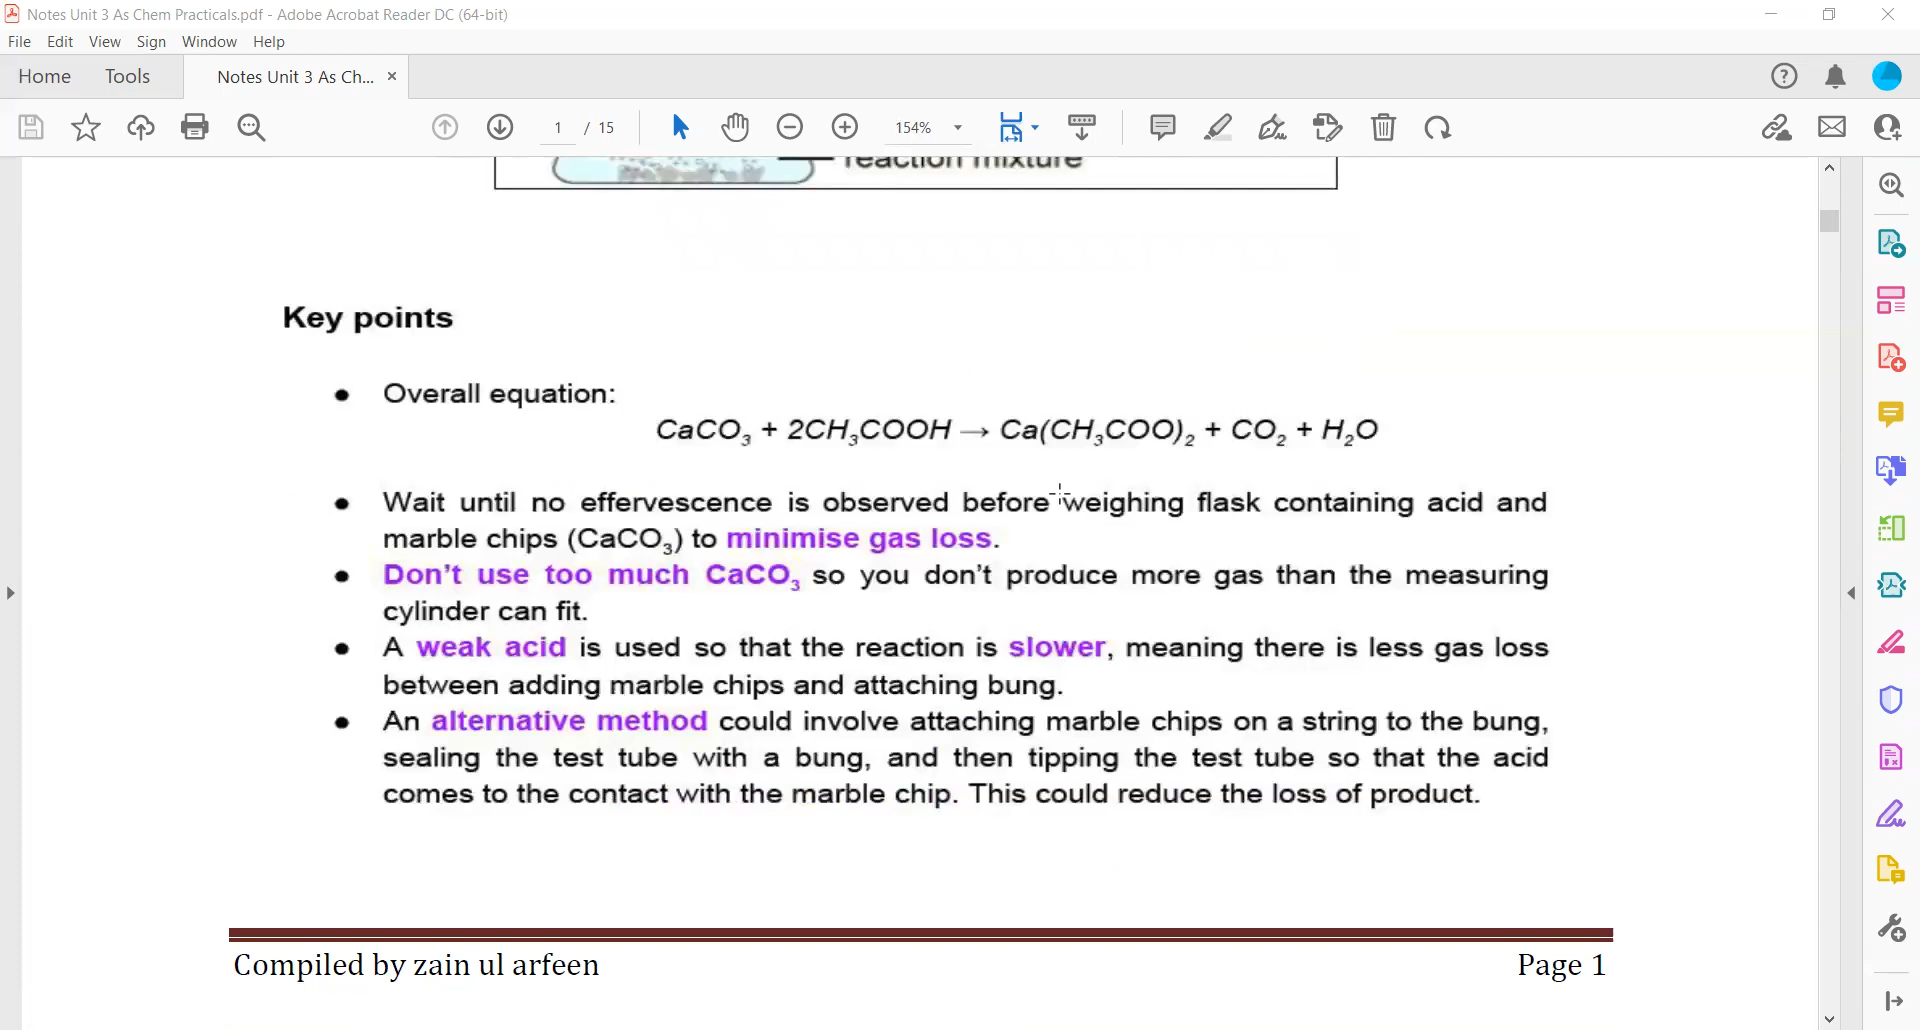 Notes Unit 3 As Chem Practicals.pdf - Adobe Acrobat Reader DC (64-bit)
File Edit View Sign Window Help
Home Tools Notes Unit 3 As Ch... ×
1 / 15 154%
reaction mixture
Key points
• Overall equation:
CaCO₃ + 2CH₃COOH → Ca(CH₃COO)₂ + CO₂ + H₂O
• Wait until no effervescence is observed before weighing flask containing acid and
marble chips (CaCO₃) to minimise gas loss.
• Don't use too much CaCO₃ so you don't produce more gas than the measuring
cylinder can fit.
• A weak acid is used so that the reaction is slower, meaning there is less gas loss
between adding marble chips and attaching bung.
• An alternative method could involve attaching marble chips on a string to the bung,
sealing the test tube with a bung, and then tipping the test tube so that the acid
comes to the contact with the marble chip. This could reduce the loss of product.
Compiled by zain ul arfeen Page 1